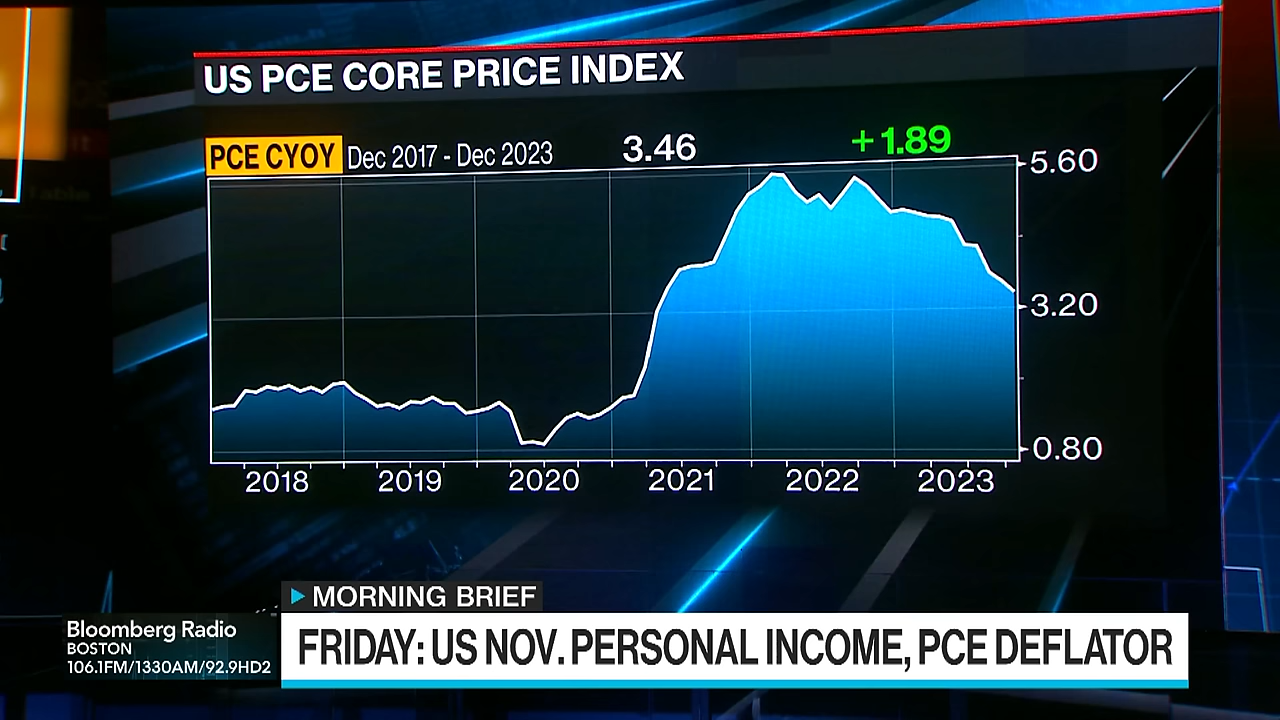 US PCE CORE PRICE INDEX
PCE CYOY Dec 2017 - Dec 2023 3.46 +1.89
5.60
3.20
0.80
2018 2019 2020 2021 2022 2023
MORNING BRIEF
FRIDAY: US NOV. PERSONAL INCOME, PCE DEFLATOR
Bloomberg Radio
BOSTON
106.1FM/1330AM/92.9HD2